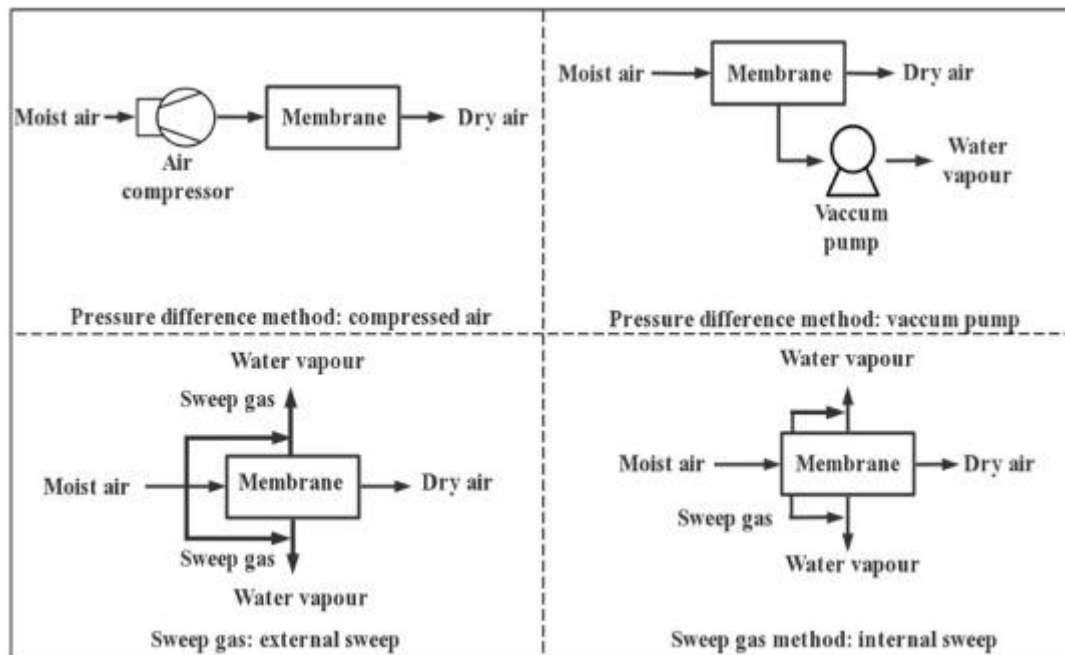 Moist air
Membrane
Dry air
Air
compressor
Pressure difference method: compressed air
Moist air
Membrane
Dry air
Water
vapour
Vaccum
pump
Pressure difference method: vaccum pump
Water vapour
Sweep gas
Moist air
Membrane
Dry air
Sweep gas
Water vapour
Sweep gas: external sweep
Water vapour
Moist air
Membrane
Dry air
Sweep gas
Water vapour
Sweep gas method: internal sweep